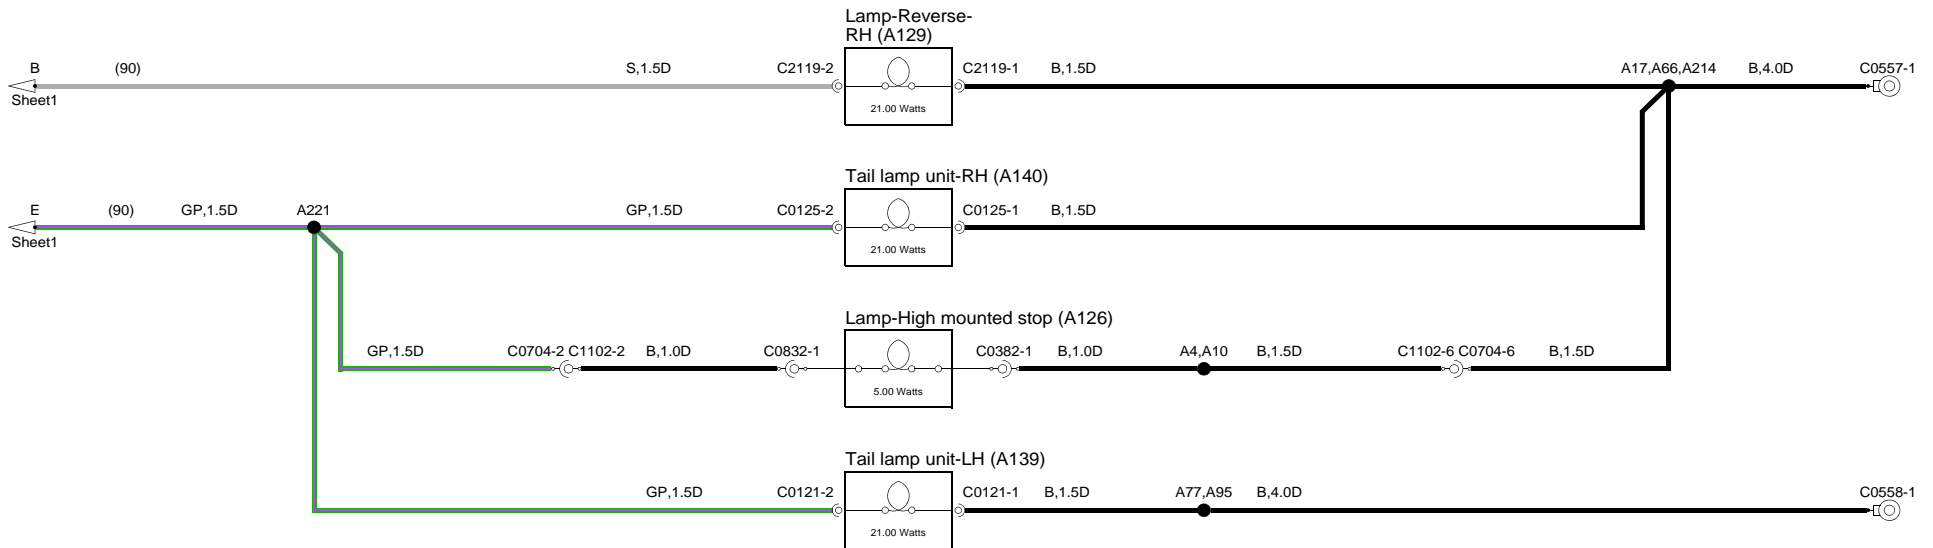 Lamp-Reverse-
RH (A129)
B (90) S,1.5D C2119-2 C2119-1 B,1.5D A17,A66,A214 B,4.0D C0557-1
Sheet1
21.00 Watts
Tail lamp unit-RH (A140)
E (90) GP,1.5D A221 GP,1.5D C0125-2 C0125-1 B,1.5D
Sheet1
21.00 Watts
Lamp-High mounted stop (A126)
GP,1.5D C0704-2 C1102-2 B,1.0D C0832-1 C0382-1 B,1.0D A4,A10 B,1.5D C1102-6 C0704-6 B,1.5D
5.00 Watts
Tail lamp unit-LH (A139)
GP,1.5D C0121-2 C0121-1 B,1.5D A77,A95 B,4.0D C0558-1
21.00 Watts